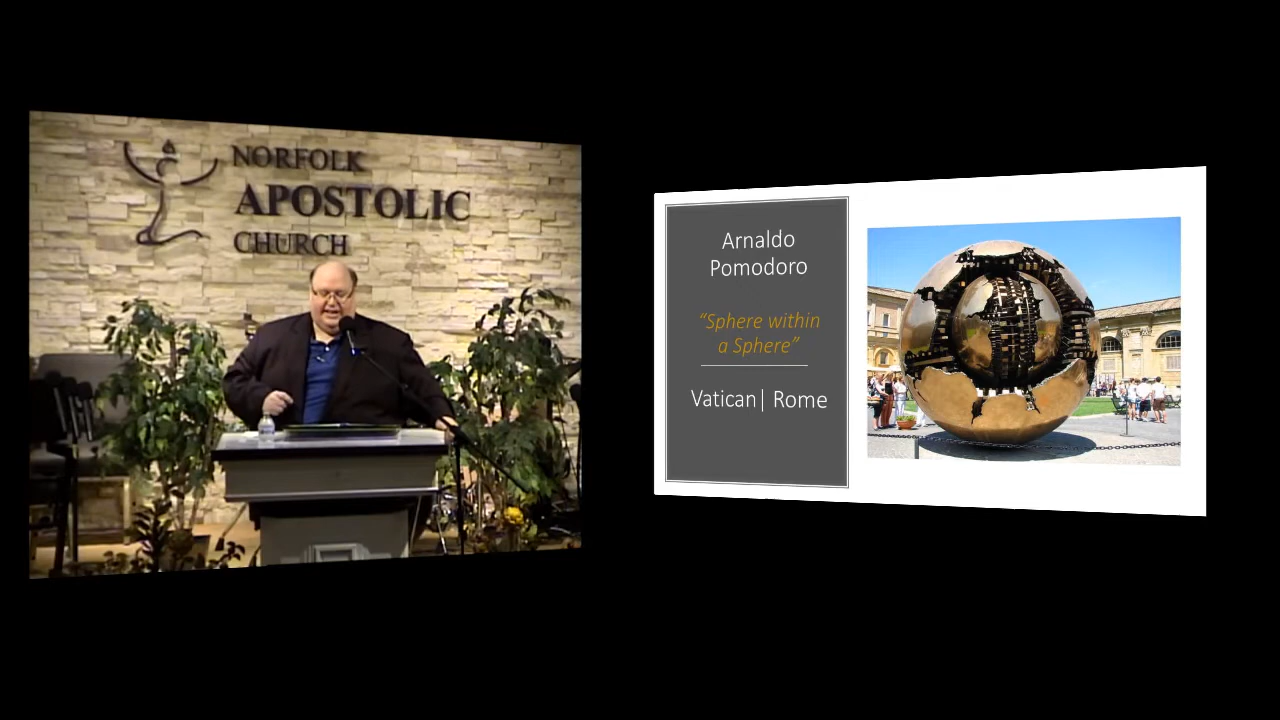 NORFOLK
APOSTOLIC
CHURCH
Arnaldo
Pomodoro
“Sphere within
a Sphere”
Vatican| Rome